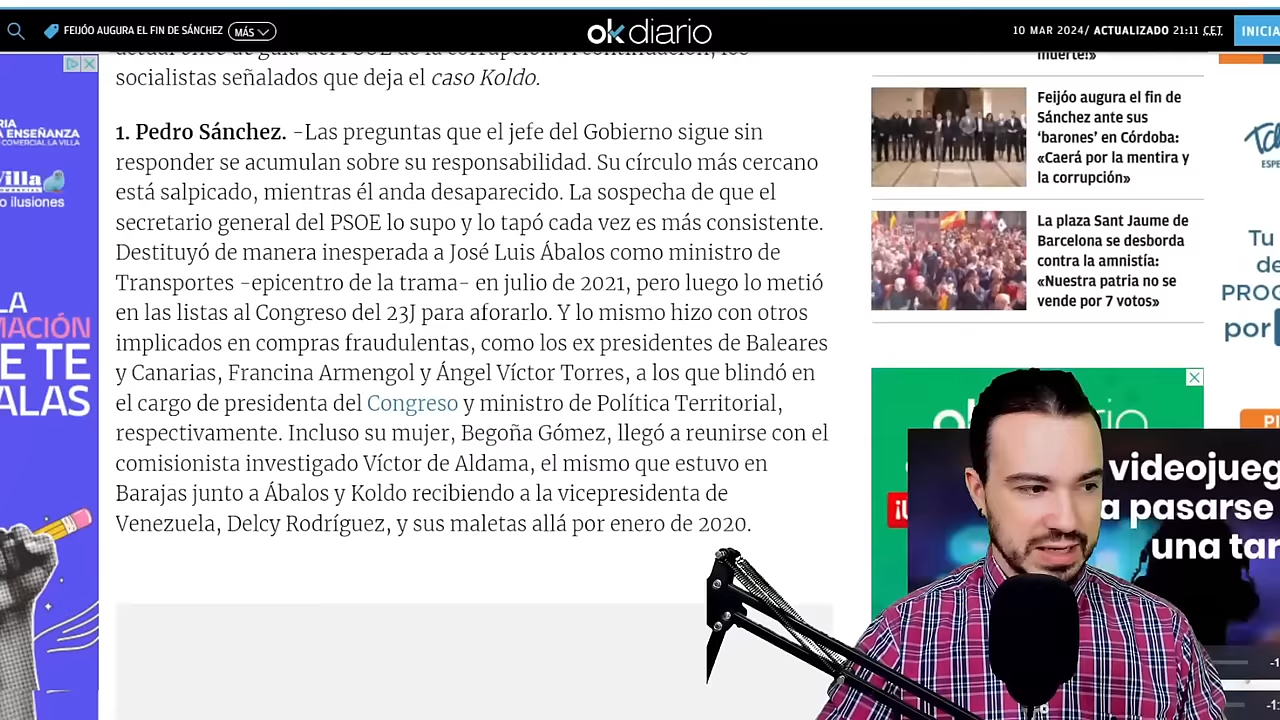 FEIJÓO AUGURA EL FIN DE SÁNCHEZ
MÁS
okdiario
10 MAR 2024/ ACTUALIZADO 21:11 CET
INICIA
socialistas señalados que deja el caso Koldo.
1. Pedro Sánchez. -Las preguntas que el jefe del Gobierno sigue sin
responder se acumulan sobre su responsabilidad. Su círculo más cercano
está salpicado, mientras él anda desaparecido. La sospecha de que el
secretario general del PSOE lo supo y lo tapó cada vez es más consistente.
Destituyó de manera inesperada a José Luis Ábalos como ministro de
Transportes -epicentro de la trama- en julio de 2021, pero luego lo metió
en las listas al Congreso del 23J para aforarlo. Y lo mismo hizo con otros
implicados en compras fraudulentas, como los ex presidentes de Baleares
y Canarias, Francina Armengol y Ángel Víctor Torres, a los que blindó en
el cargo de presidenta del Congreso y ministro de Política Territorial,
respectivamente. Incluso su mujer, Begoña Gómez, llegó a reunirse con el
comisionista investigado Víctor de Aldama, el mismo que estuvo en
Barajas junto a Ábalos y Koldo recibiendo a la vicepresidenta de
Venezuela, Delcy Rodríguez, y sus maletas allá por enero de 2020.
muerte!»
Feijóo augura el fin de
Sánchez ante sus
‘barones’ en Córdoba:
«Caerá por la mentira y
la corrupción»
La plaza Sant Jaume de
Barcelona se desborda
contra la amnistía:
«Nuestra patria no se
vende por 7 votos»
RIA
A ENSEÑANZA
COMERCIAL LA VILLA
Villa
o ilusiones
LA
MACIÓN
E TE
ALAS
ESPE
Tu
de
PROG
por
PI
videojueg
a pasarse
una tar